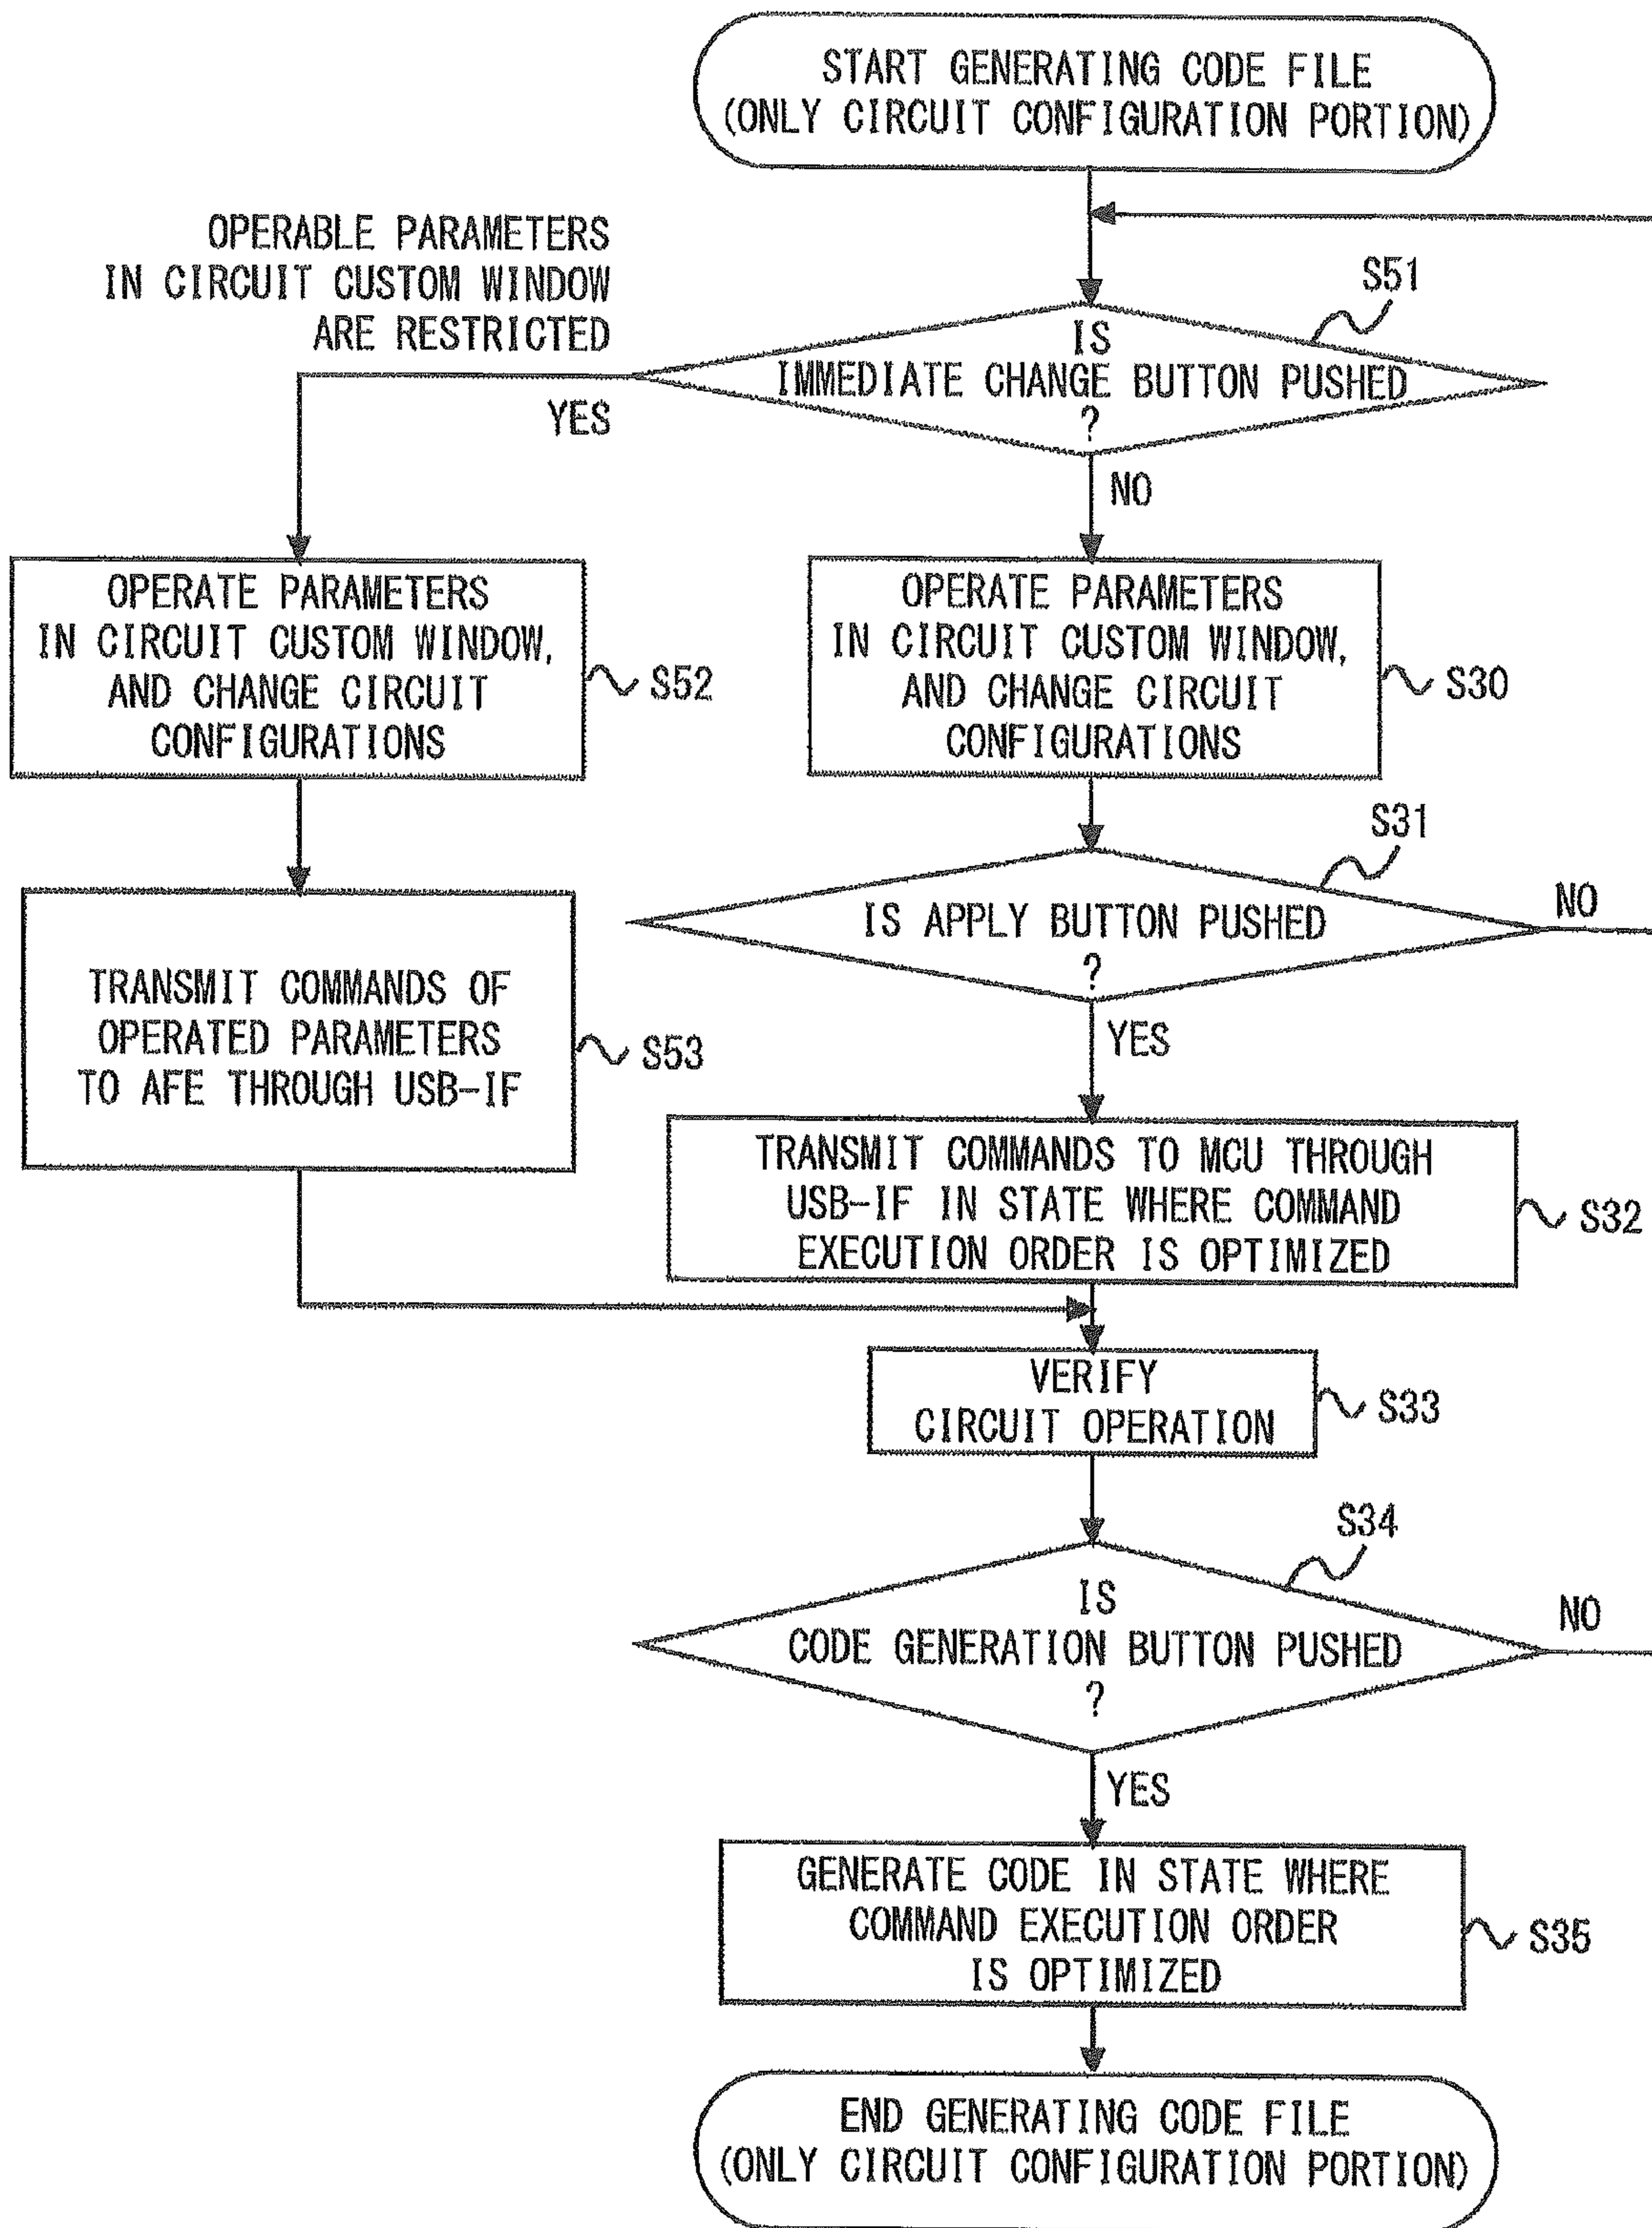 START GENERATING CODE FILE
(ONLY CIRCUIT CONFIGURATION PORTION)
OPERABLE PARAMETERS
IN CIRCUIT CUSTOM WINDOW
ARE RESTRICTED
S51
IS
IMMEDIATE CHANGE BUTTON PUSHED
?
YES
NO
OPERATE PARAMETERS
IN CIRCUIT CUSTOM WINDOW,
AND CHANGE CIRCUIT
CONFIGURATIONS
S52
OPERATE PARAMETERS
IN CIRCUIT CUSTOM WINDOW,
AND CHANGE CIRCUIT
CONFIGURATIONS
S30
S31
IS APPLY BUTTON PUSHED
?
NO
YES
TRANSMIT COMMANDS OF
OPERATED PARAMETERS
TO AFE THROUGH USB-IF
S53
TRANSMIT COMMANDS TO MCU THROUGH
USB-IF IN STATE WHERE COMMAND
EXECUTION ORDER IS OPTIMIZED
S32
VERIFY
CIRCUIT OPERATION
S33
S34
IS
CODE GENERATION BUTTON PUSHED
?
NO
YES
GENERATE CODE IN STATE WHERE
COMMAND EXECUTION ORDER
IS OPTIMIZED
S35
END GENERATING CODE FILE
(ONLY CIRCUIT CONFIGURATION PORTION)